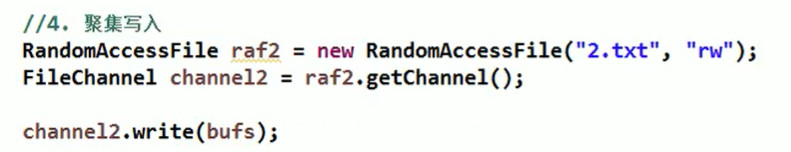 //4. 聚集写入
RandomAccessFile raf2 = new RandomAccessFile("2.txt", "rw");
FileChannel channel2 = raf2.getChannel();
channel2.write(bufs);